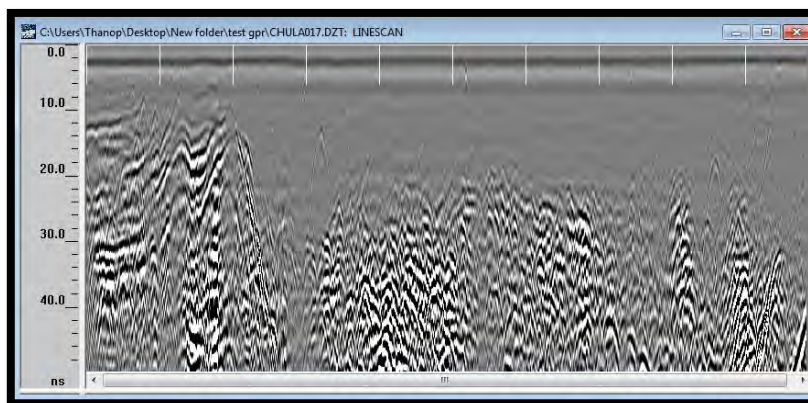 C:\Users\Thanop\Desktop\New folder\test gpr\CHULA017.DZT: LINESCAN
0.0
10.0
20.0
30.0
40.0
ns